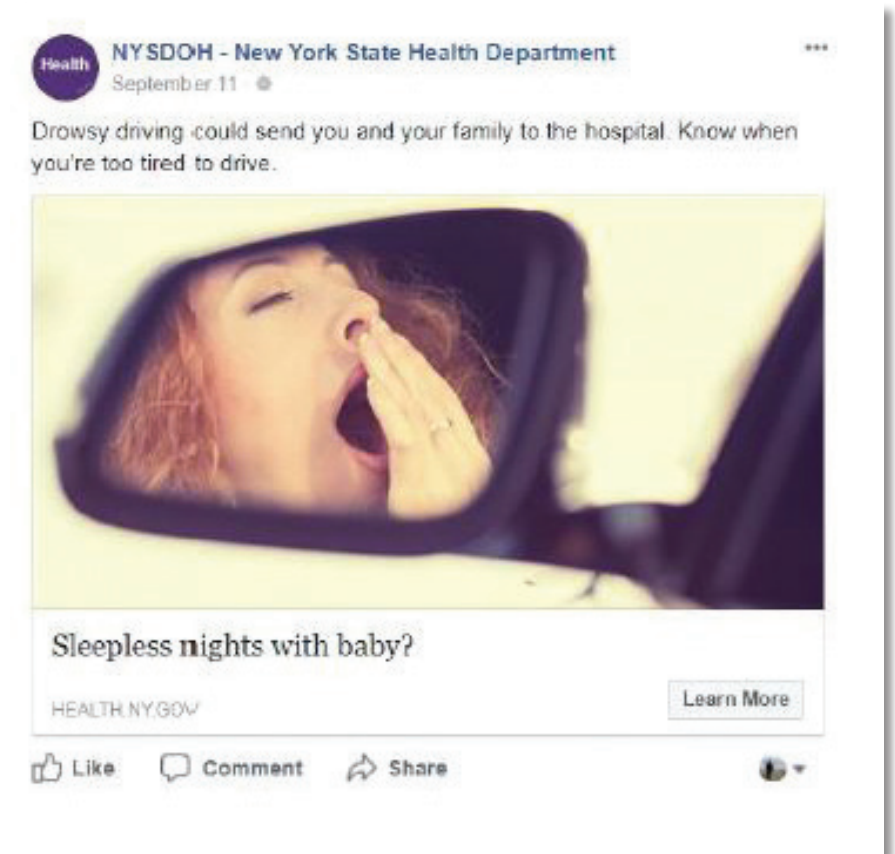 Health
NYSDOH - New York State Health Department
September 11
Drowsy driving could send you and your family to the hospital. Know when
you're too tired to drive.
Sleepless nights with baby?
HEALTH.NY.GOV
Learn More
Like
Comment
Share